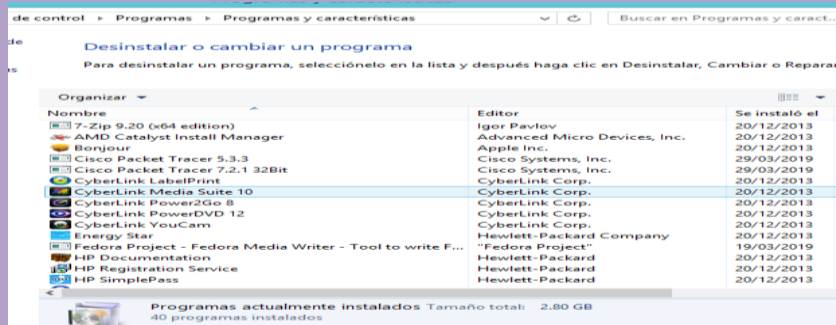 de control ▸ Programas ▸ Programas y características Buscar en Programas y caract...
de
Desinstalar o cambiar un programa
as Para desinstalar un programa, selecciónelo en la lista y después haga clic en Desinstalar, Cambiar o Reparar
Organizar
Nombre Editor Se instaló el
7-Zip 9.20 (x64 edition) Igor Pavlov 20/12/2013
AMD Catalyst Install Manager Advanced Micro Devices, Inc. 20/12/2013
Bonjour Apple Inc. 20/12/2013
Cisco Packet Tracer 5.3.3 Cisco Systems, Inc. 29/03/2019
Cisco Packet Tracer 7.2.1 32Bit Cisco Systems, Inc. 29/03/2019
CyberLink LabelPrint CyberLink Corp. 20/12/2013
CyberLink Media Suite 10 CyberLink Corp. 20/12/2013
CyberLink Power2Go 8 CyberLink Corp. 20/12/2013
CyberLink PowerDVD 12 CyberLink Corp. 20/12/2013
CyberLink YouCam CyberLink Corp. 20/12/2013
Energy Star Hewlett-Packard Company 20/12/2013
Fedora Project - Fedora Media Writer - Tool to write F... "Fedora Project" 19/03/2019
HP Documentation Hewlett-Packard 20/12/2013
HP Registration Service Hewlett-Packard 20/12/2013
HP SimplePass Hewlett-Packard 20/12/2013
Programas actualmente instalados Tamaño total: 2.80 GB
40 programas instalados